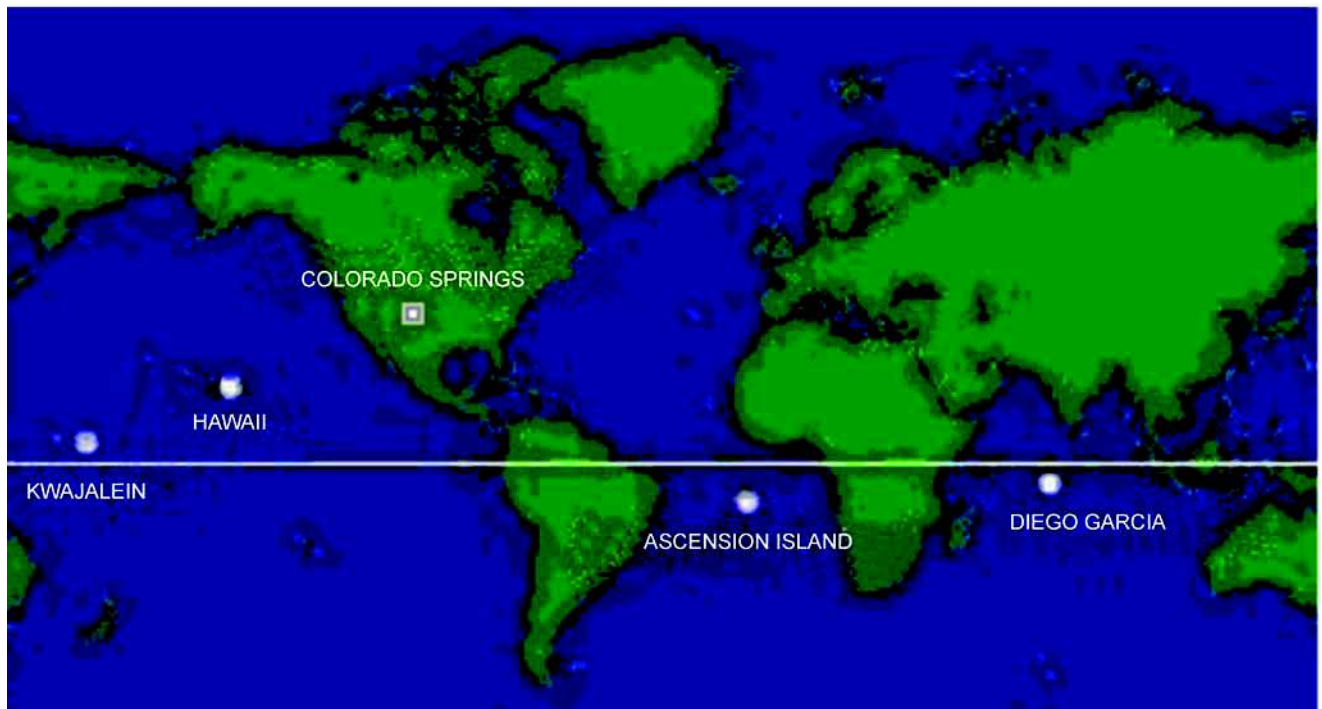 COLORADO SPRINGS
HAWAII
KWAJALEIN
ASCENSION ISLAND
DIEGO GARCIA